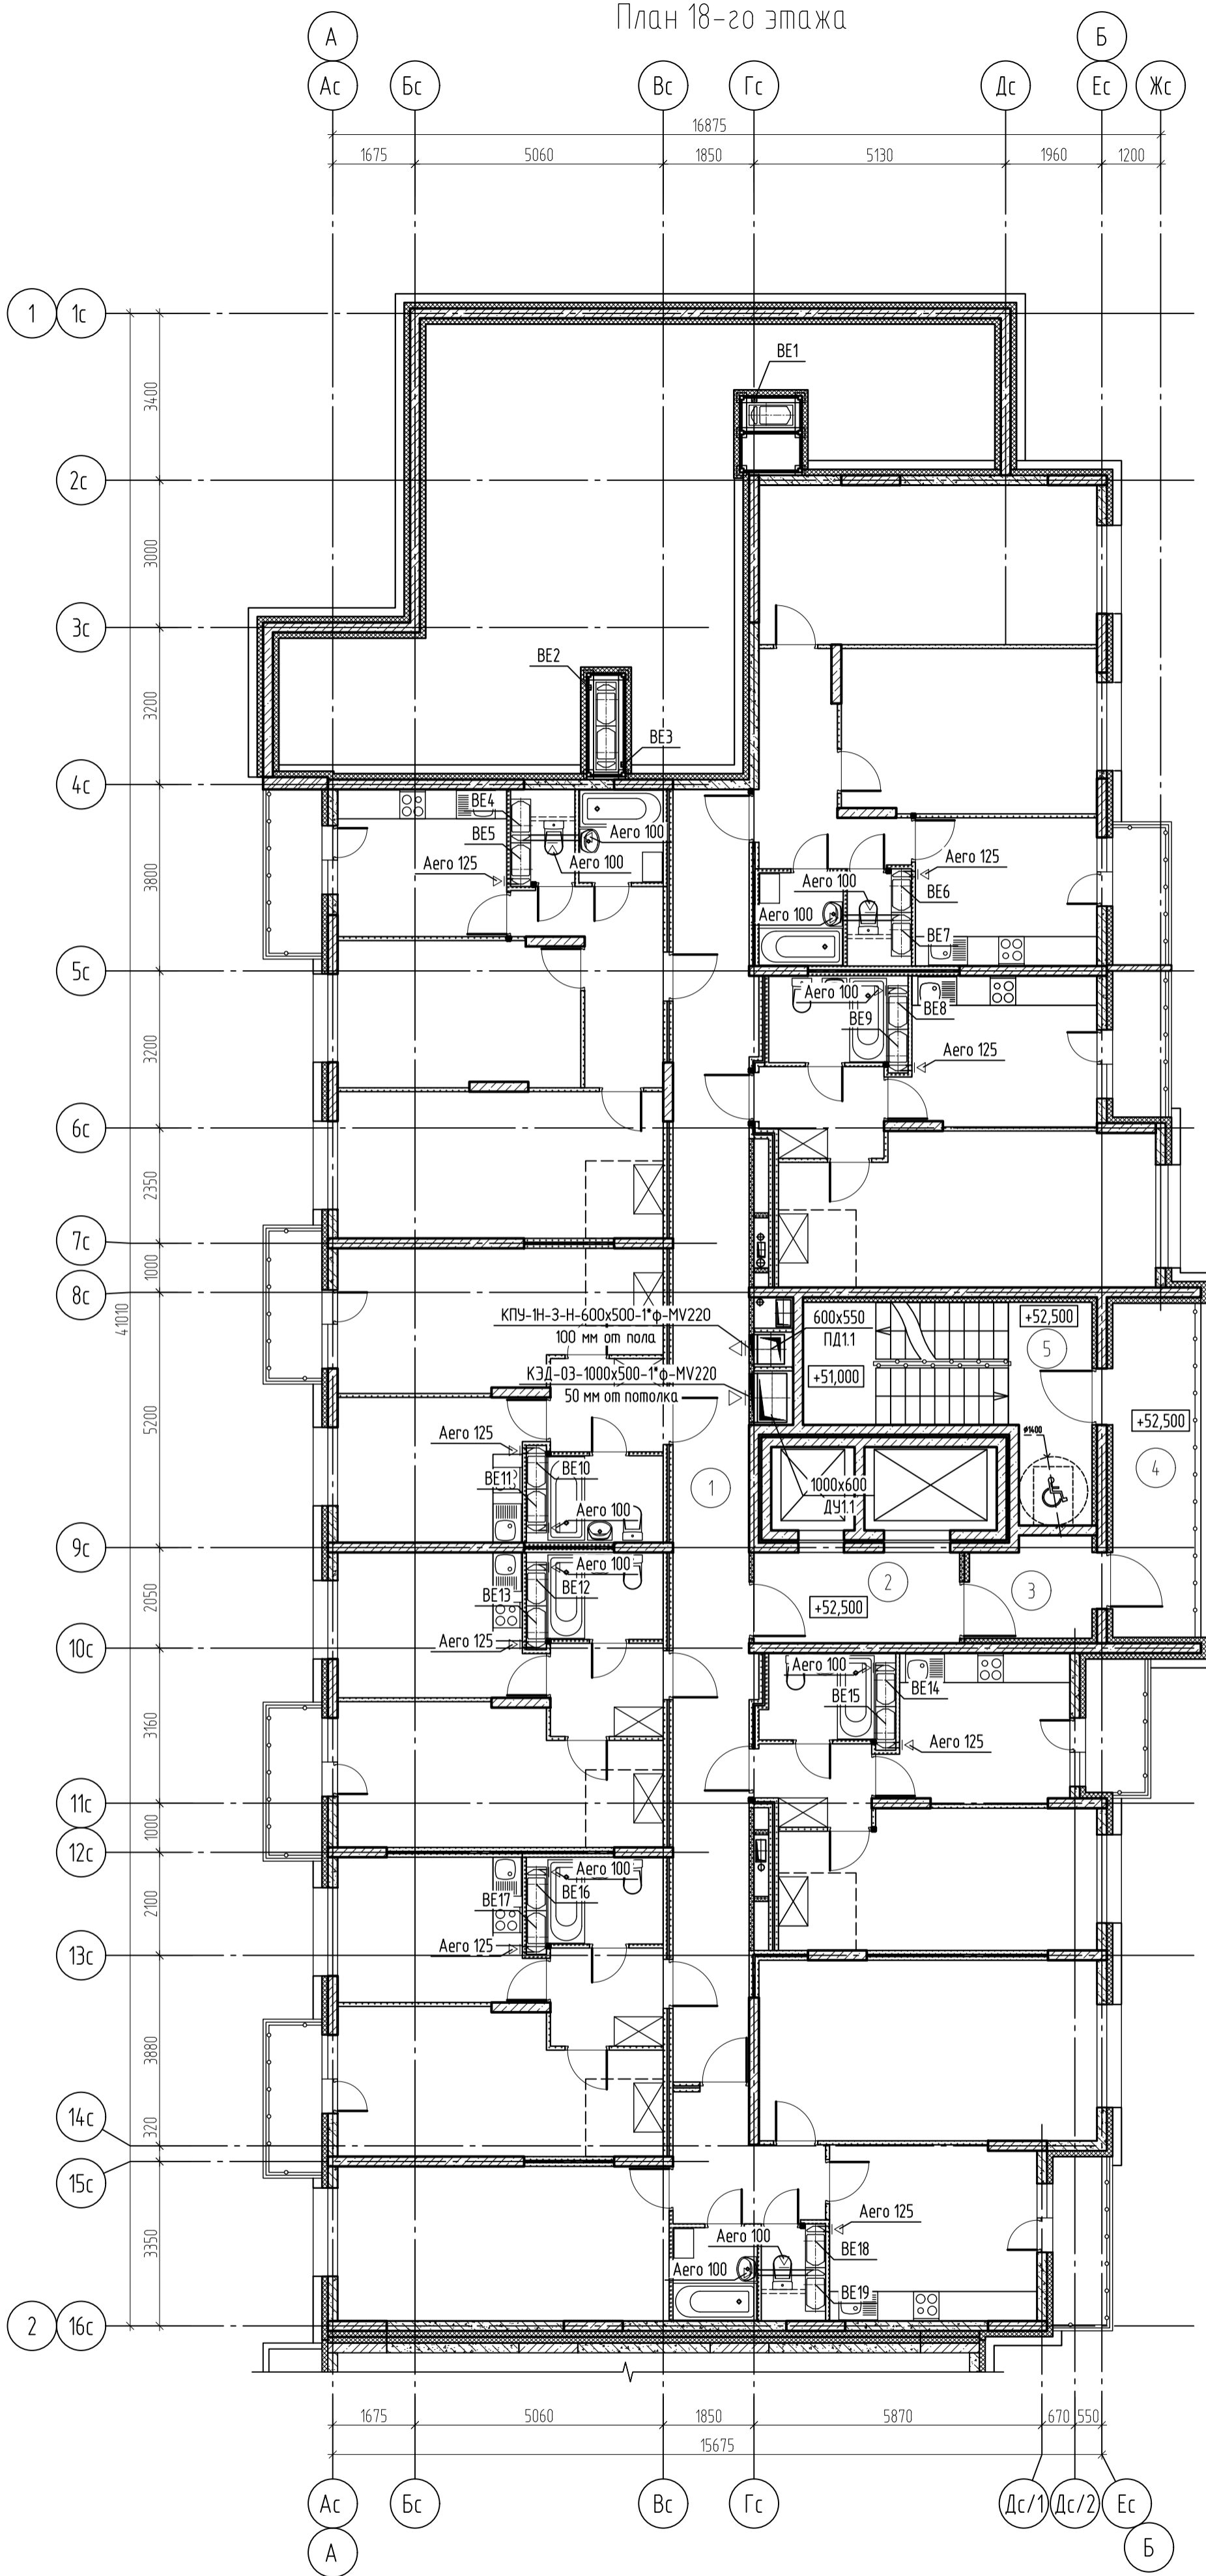 План 18-го этажа
А Б
Ас Бс Вс Гс Дс Ес Жс
16875
1675 5060 1850 5130 1960 1200
1 1с
3400
ВЕ1
2с
3000
3с
3200
ВЕ2
ВЕ3
4с
ВЕ4
ВЕ5
Aero 100
Aero 100
Aero 125
3800
Aero 125
Aero 100
ВЕ6
Aero 100
ВЕ7
5с
Aero 100
ВЕ8
ВЕ9
Aero 125
3200
6с
2350
7с
1000
8с
41010
КПУ-1Н-З-Н-600х500-1*ф-MV220
100 мм от пола
600х550
ПД1.1
+52,500
5
КЭД-03-1000х500-1*ф-MV220
50 мм от потолка
+51,000
5200
+52,500
Aero 125
ø1400
ВЕ10
ВЕ11
1
1000х600
ДУ1.1
4
Aero 100
9с
Aero 100
ВЕ12
ВЕ13
2
3
2050
+52,500
Aero 125
10с
Aero 100
ВЕ14
ВЕ15
3160
Aero 125
11с
1000
12с
Aero 100
ВЕ16
ВЕ17
2100
Aero 125
13с
3880
14с
320
15с
3350
Aero 125
Aero 100
ВЕ18
Aero 100
ВЕ19
2 16с
1675 5060 1850 5870 670 550
15675
Ас Бс Вс Гс Дс/1 Дс/2 Ес
А Б